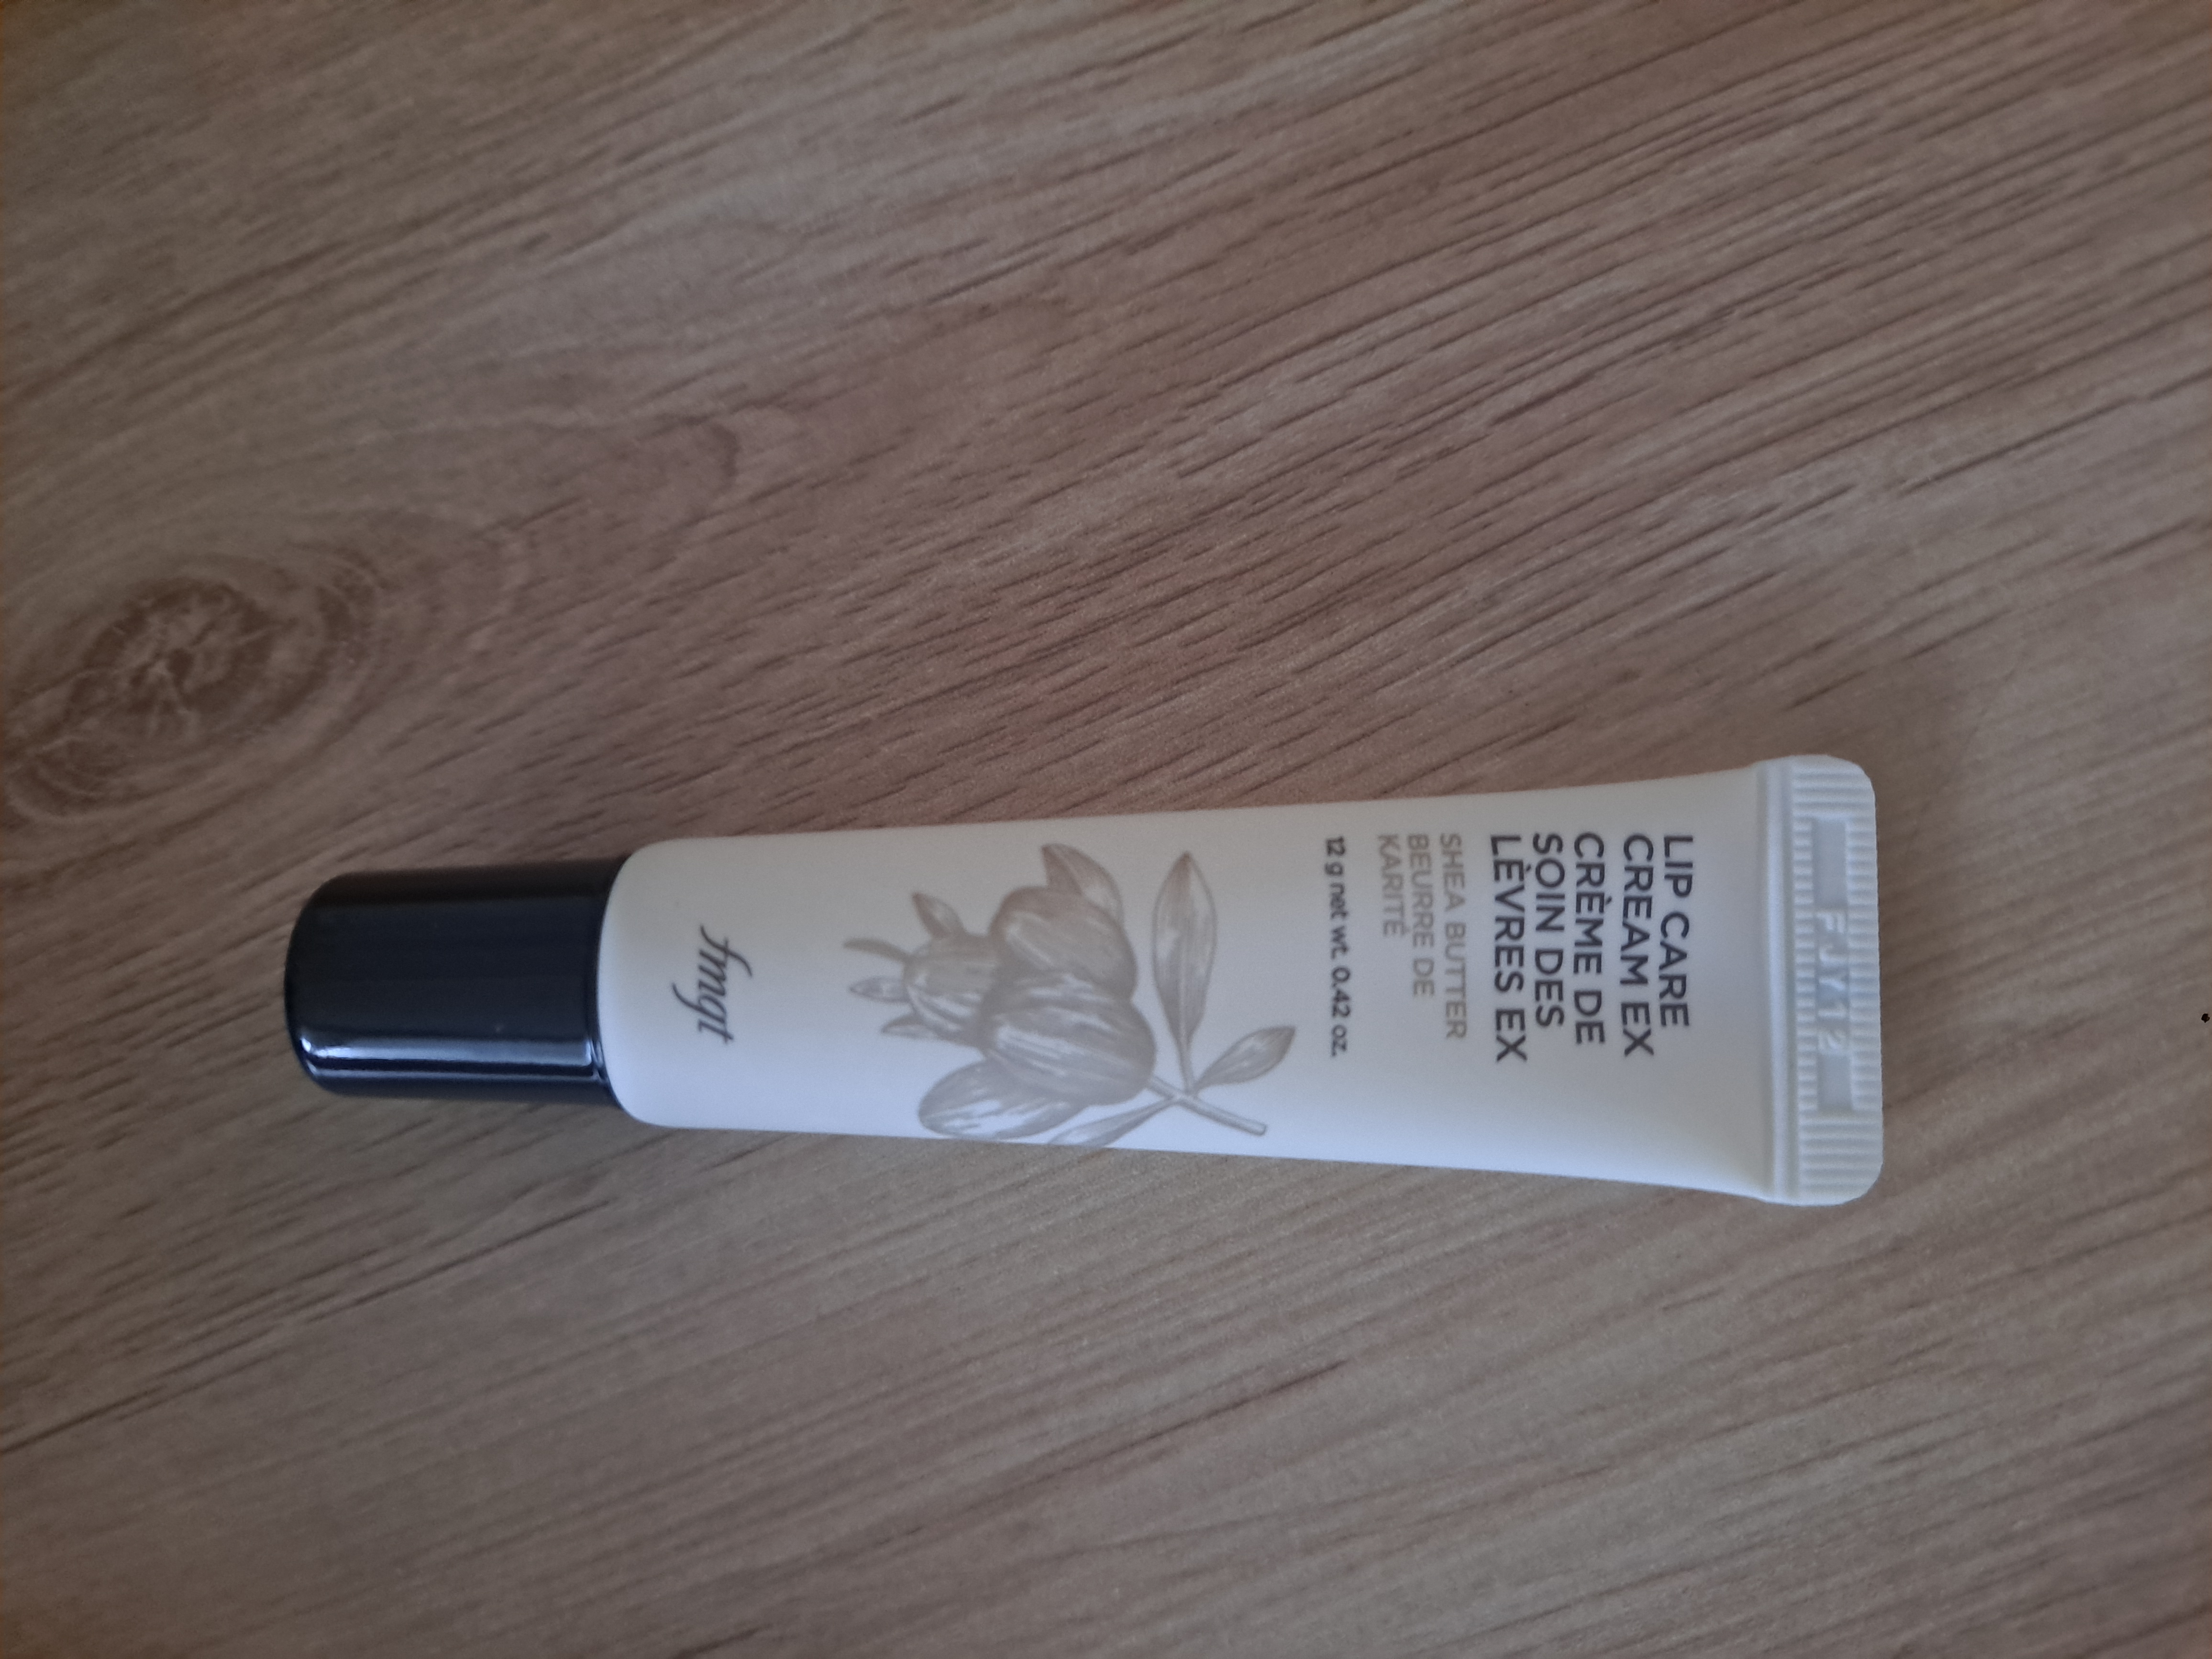 FJY12
LIP CARE
CREAM EX
CRÈME DE
SOIN DES
LÈVRES EX
SHEA BUTTER
BEURRE DE
KARITÉ
12 g net wt. 0.42 oz.
fmgt